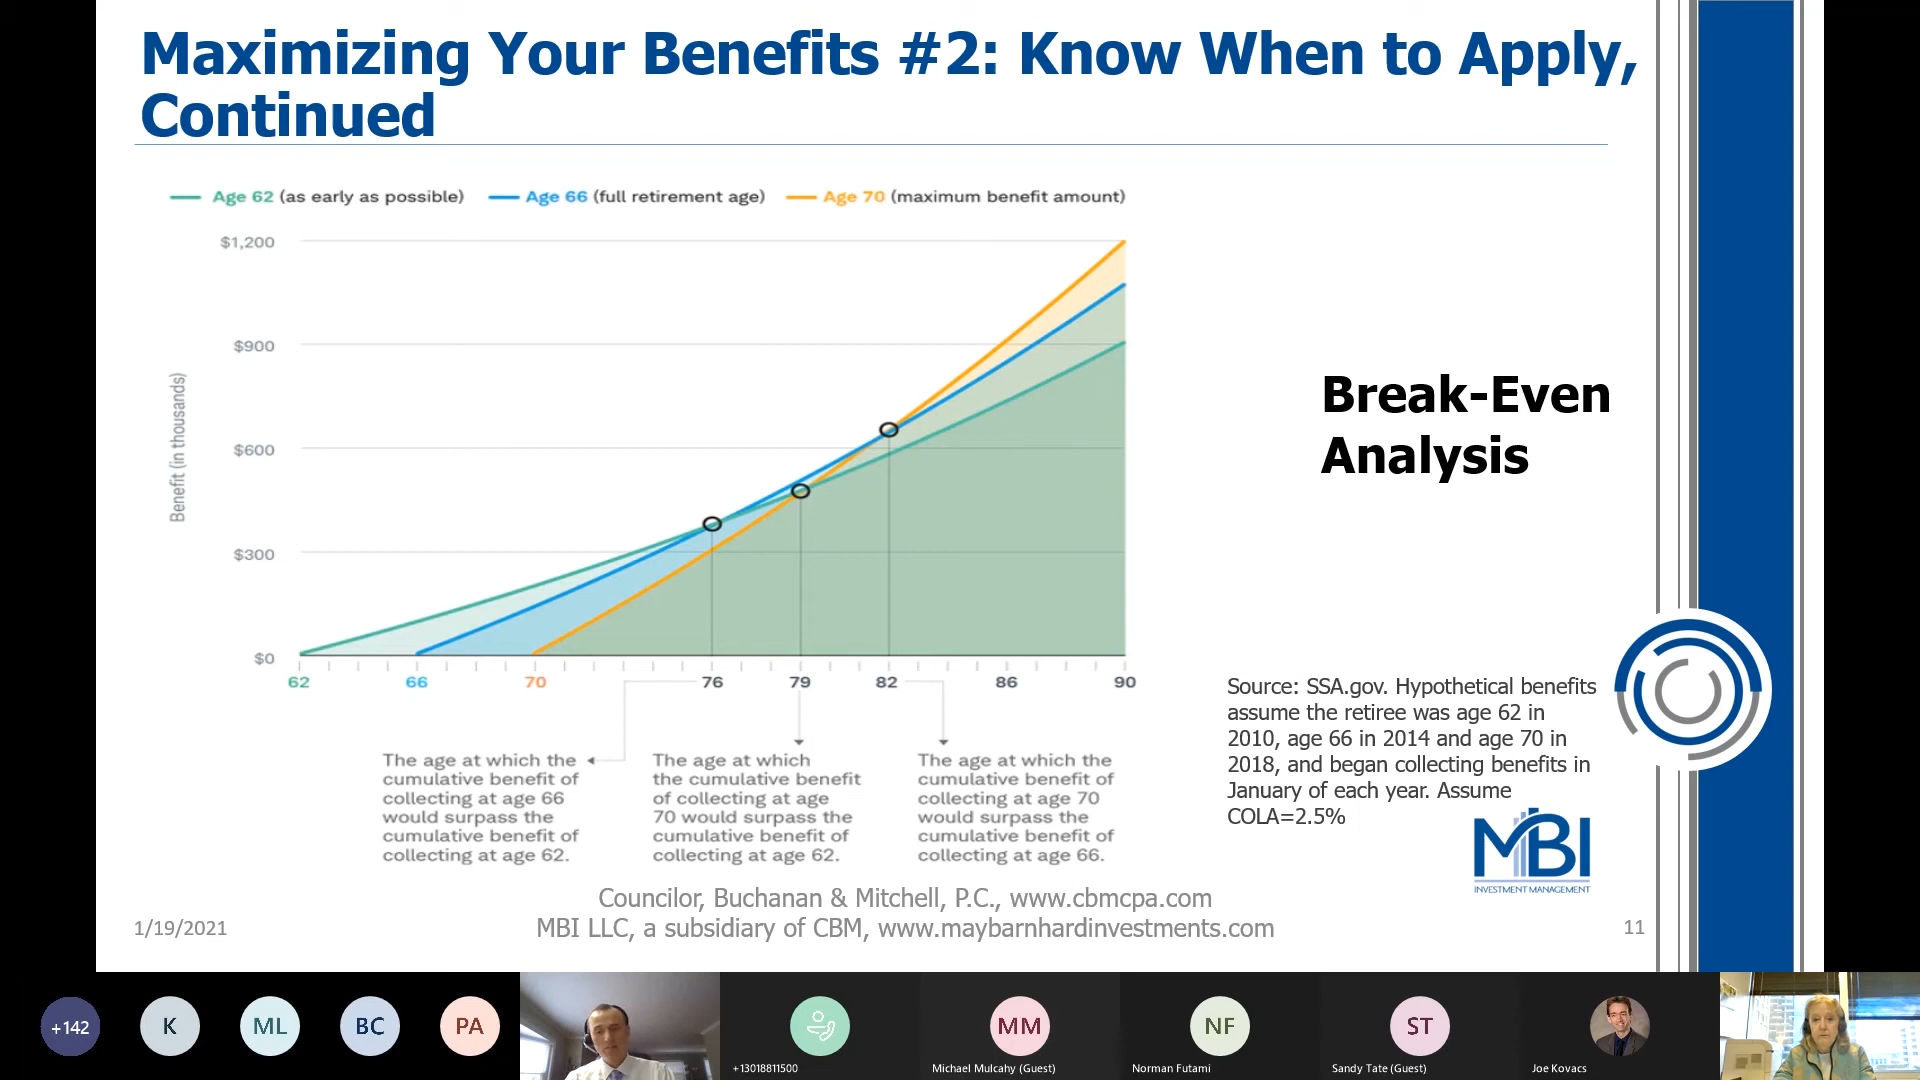 Maximizing Your Benefits #2: Know When to Apply,
Continued
Age 62 (as early as possible) Age 66 (full retirement age) Age 70 (maximum benefit amount)
Benefit (in thousands)
$1,200
$900
$600
$300
$0
62 66 70 76 79 82 86 90
The age at which the
cumulative benefit of
collecting at age 66
would surpass the
cumulative benefit of
collecting at age 62.
The age at which
the cumulative benefit
of collecting at age
70 would surpass the
cumulative benefit of
collecting at age 62.
The age at which the
cumulative benefit of
collecting at age 70
would surpass the
cumulative benefit of
collecting at age 66.
Break-Even
Analysis
Source: SSA.gov. Hypothetical benefits
assume the retiree was age 62 in
2010, age 66 in 2014 and age 70 in
2018, and began collecting benefits in
January of each year. Assume
COLA=2.5%
MBI
INVESTMENT MANAGEMENT
Councilor, Buchanan & Mitchell, P.C., www.cbmcpa.com
MBI LLC, a subsidiary of CBM, www.maybarnhardinvestments.com
1/19/2021
11
+142 K ML BC PA MM NF ST
+13018811500 Michael Mulcahy (Guest) Norman Futami Sandy Tate (Guest) Joe Kovacs